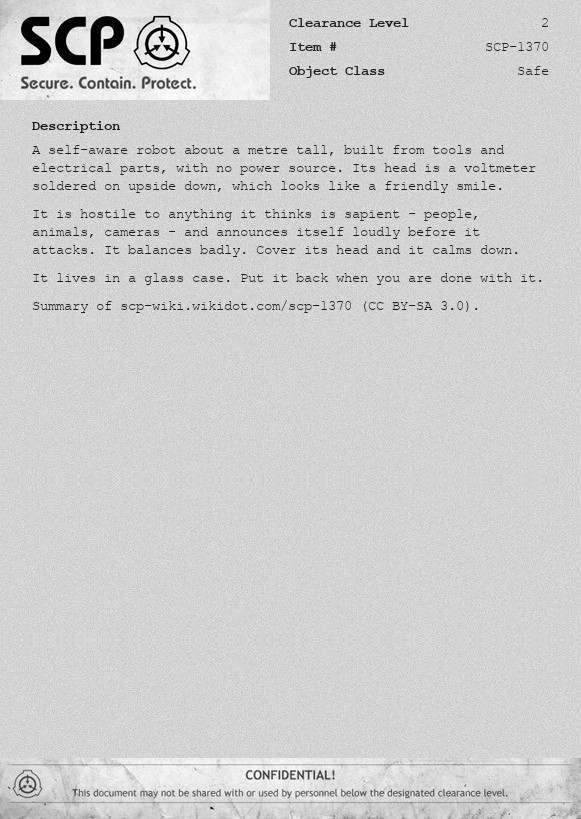 SCP
Secure. Contain. Protect.
Clearance Level 2
Item # SCP-1370
Object Class Safe
Description
A self-aware robot about a metre tall, built from tools and
electrical parts, with no power source. Its head is a voltmeter
soldered on upside down, which looks like a friendly smile.
It is hostile to anything it thinks is sapient - people,
animals, cameras - and announces itself loudly before it
attacks. It balances badly. Cover its head and it calms down.
It lives in a glass case. Put it back when you are done with it.
Summary of scp-wiki.wikidot.com/scp-1370 (CC BY-SA 3.0).
CONFIDENTIAL!
This document may not be shared with or used by personnel below the designated clearance level.